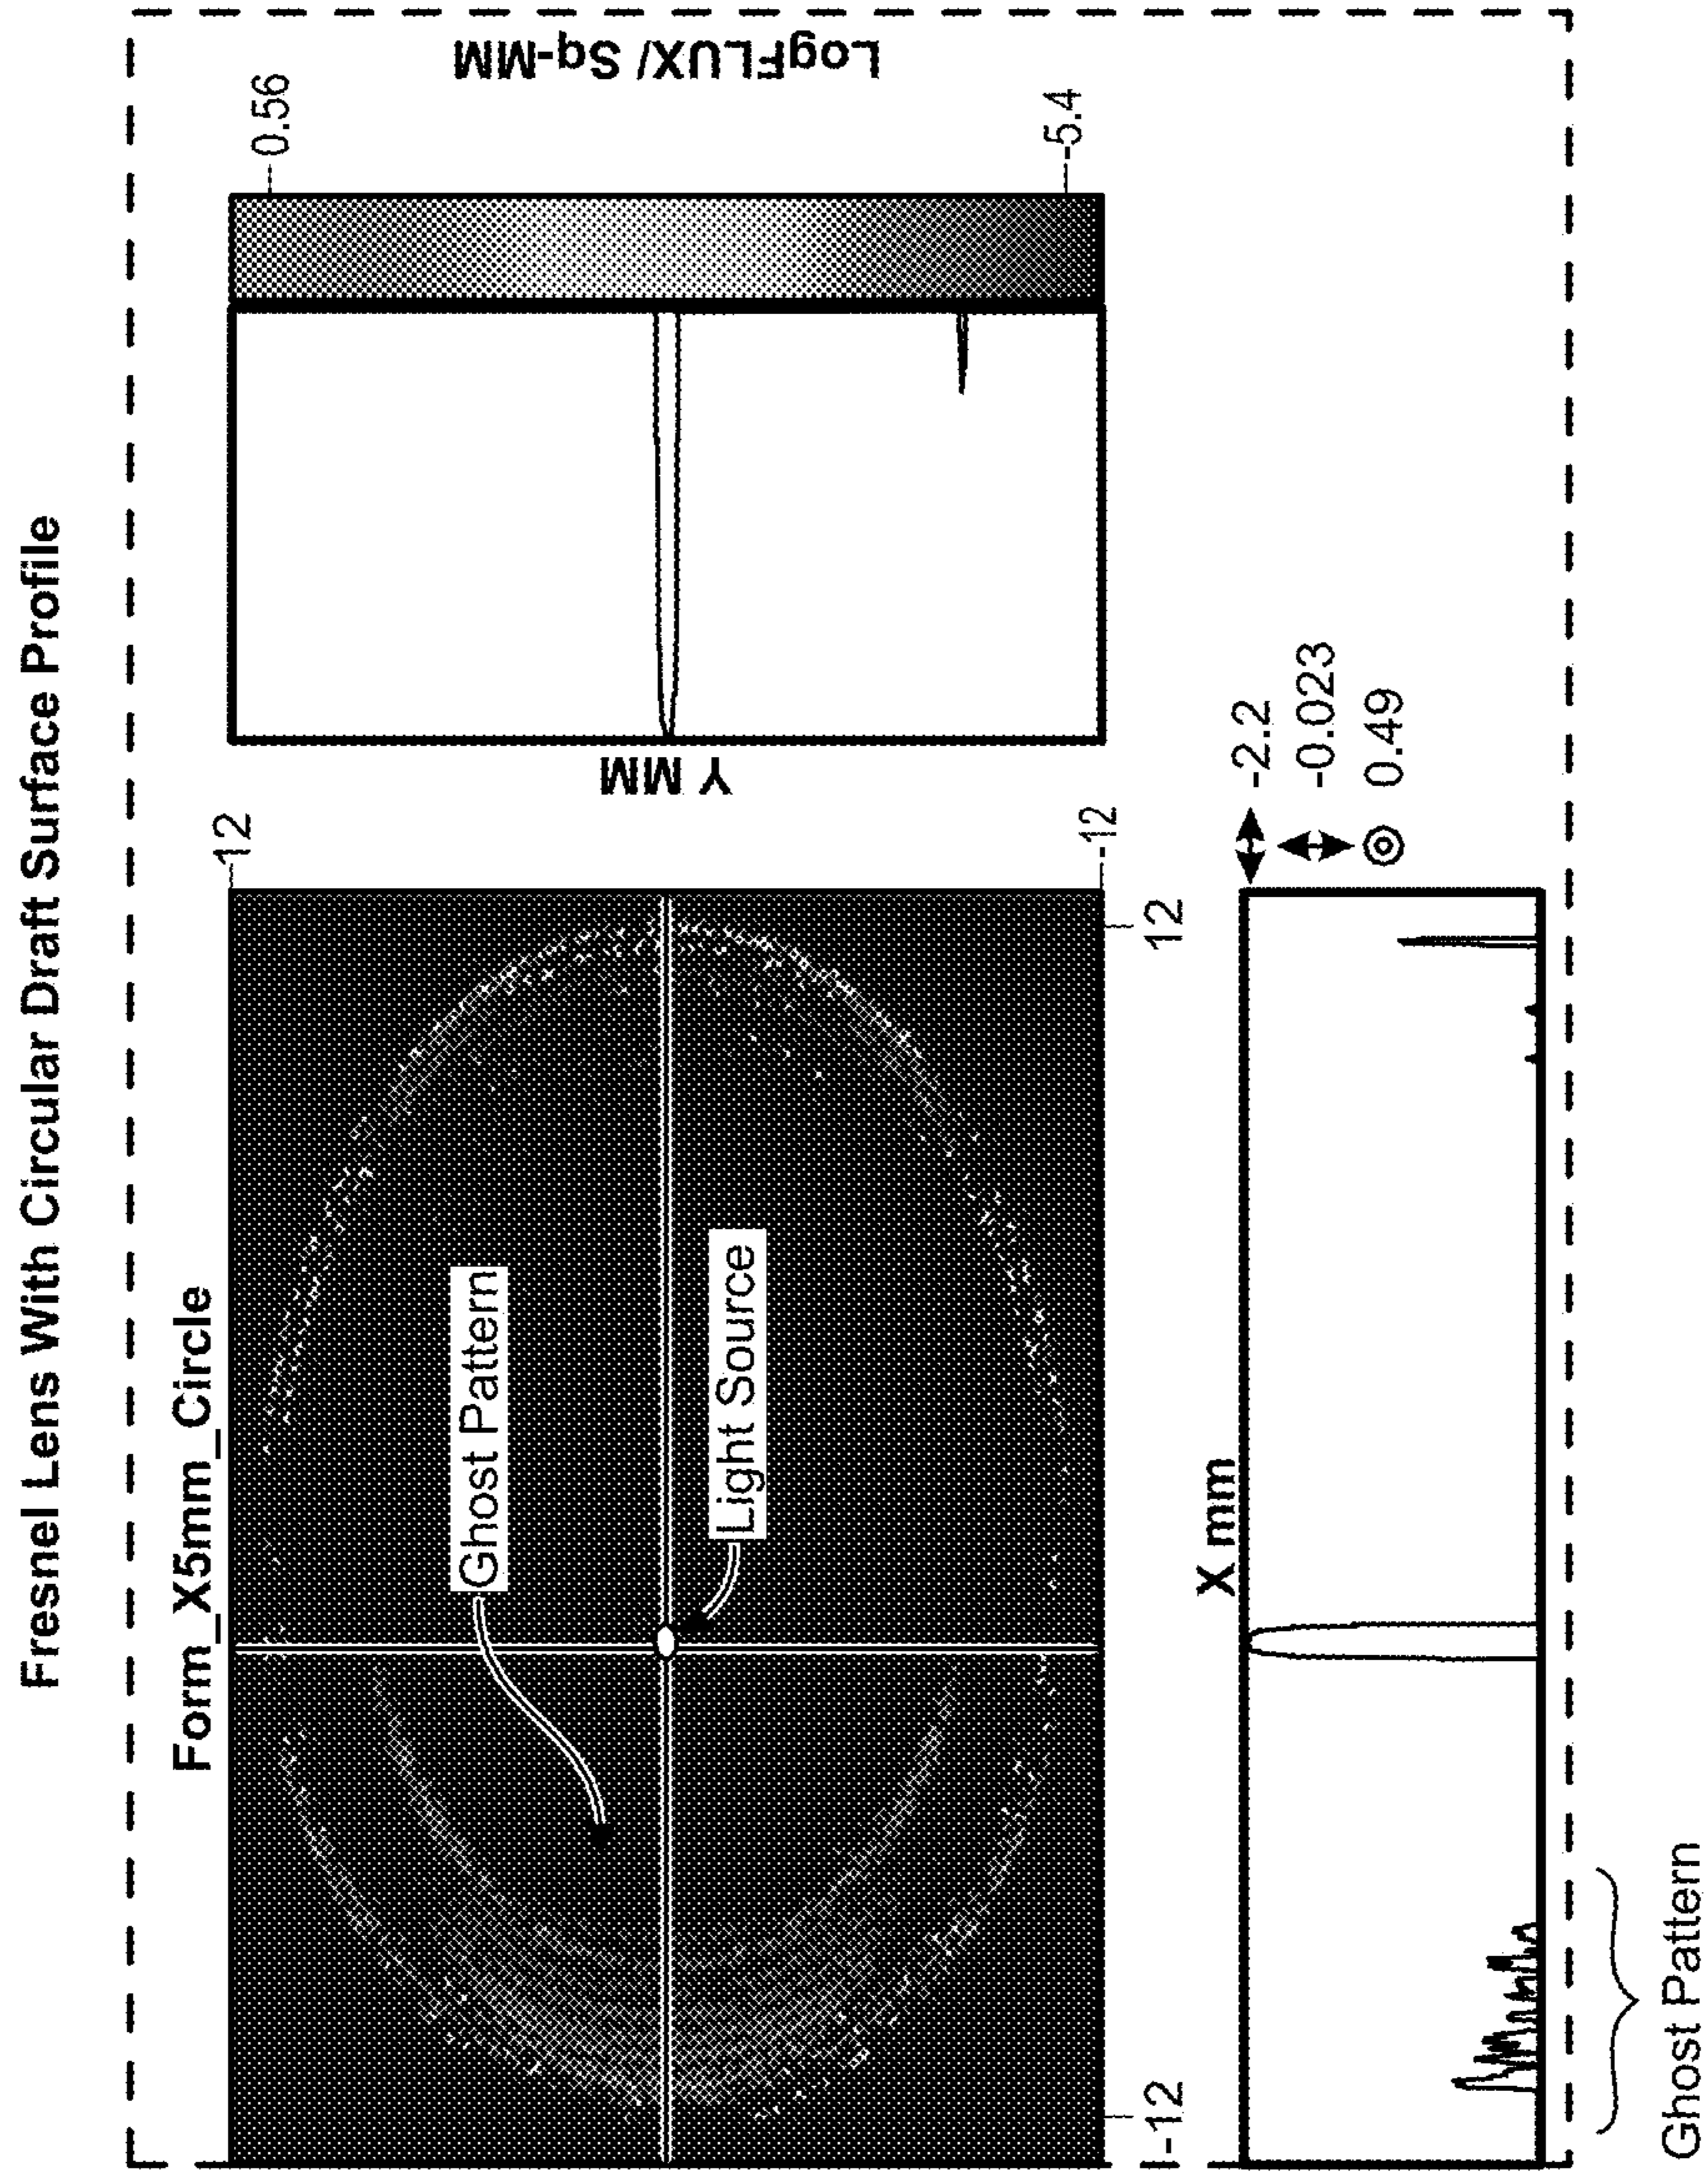 Fresnel Lens With Circular Draft Surface Profile
Form_X5mm_Circle
12
Ghost Pattern
Light Source
-12
-12
12
Y MM
0.56
-5.4
LogFLUX/ Sq-MM
X mm
-2.2
-0.023
0.49
Ghost Pattern